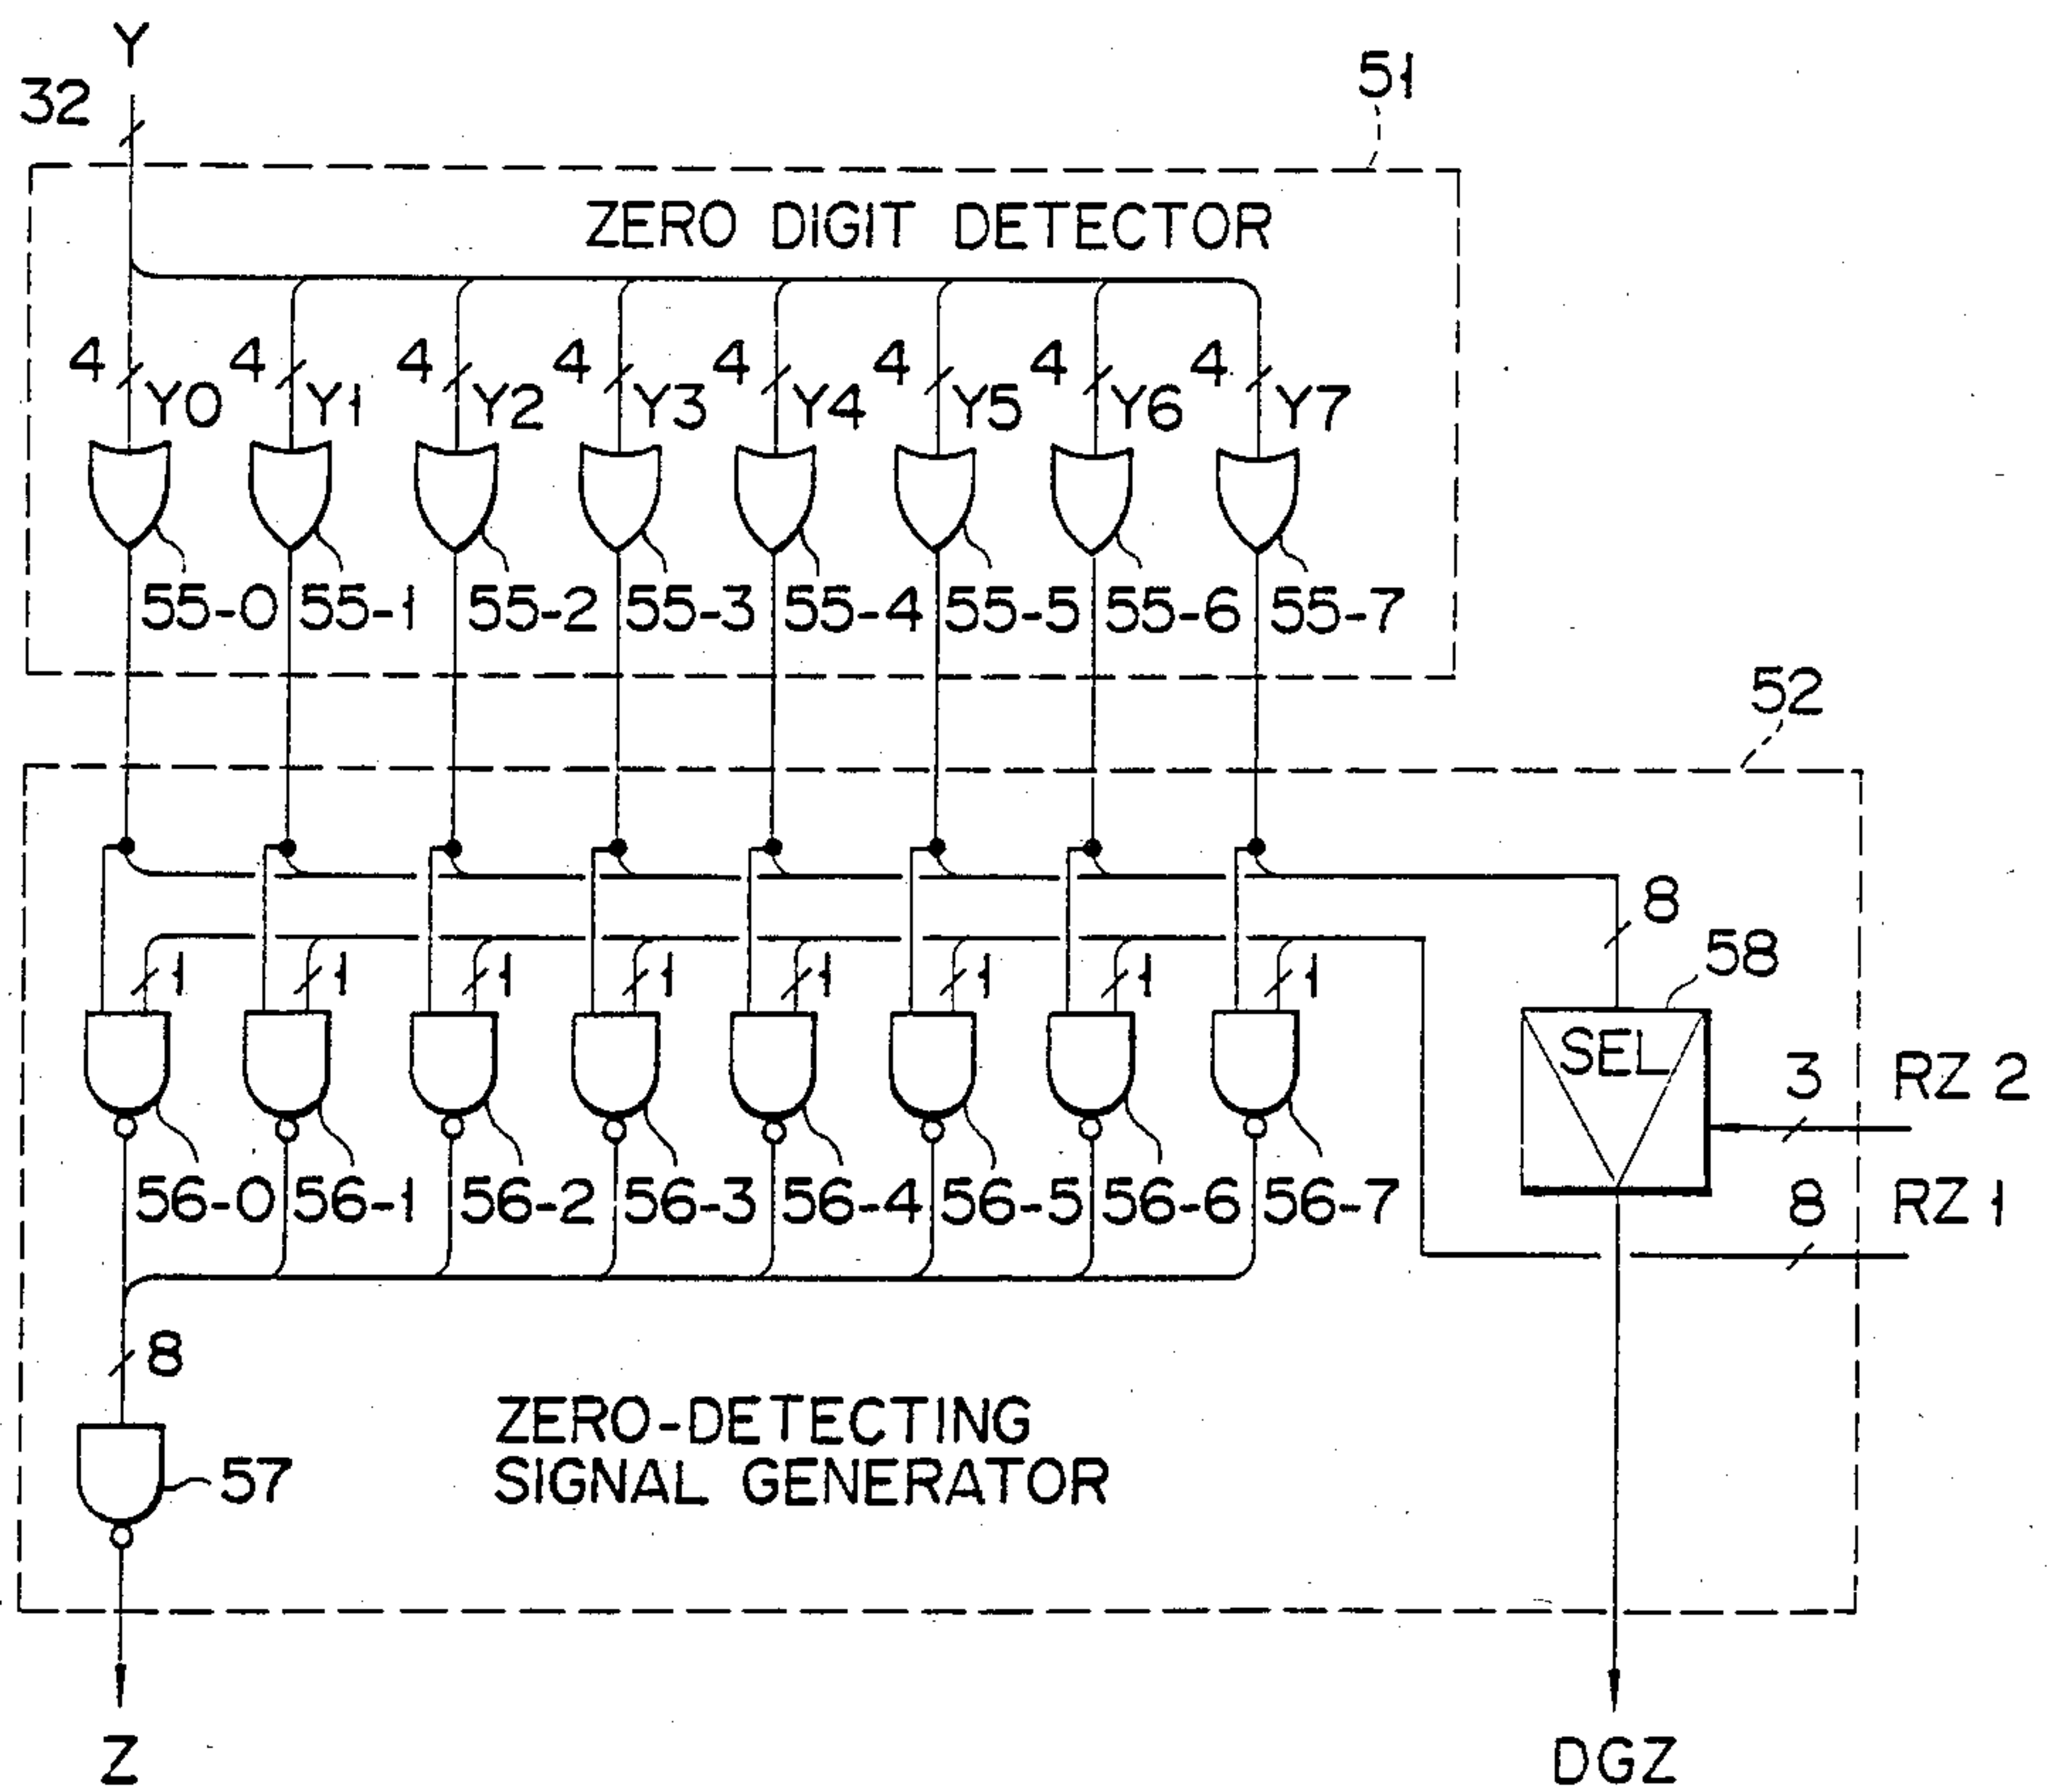 Y
32
51
ZERO DIGIT DETECTOR
4 4 4 4 4 4 4 4
Y0 Y1 Y2 Y3 Y4 Y5 Y6 Y7
55-0 55-1 55-2 55-3 55-4 55-5 55-6 55-7
52
8
58
1 1 1 1 1 1 1 1
SEL
3 RZ 2
56-0 56-1 56-2 56-3 56-4 56-5 56-6 56-7
8 RZ 1
8
ZERO-DETECTING
SIGNAL GENERATOR
57
Z
DGZ